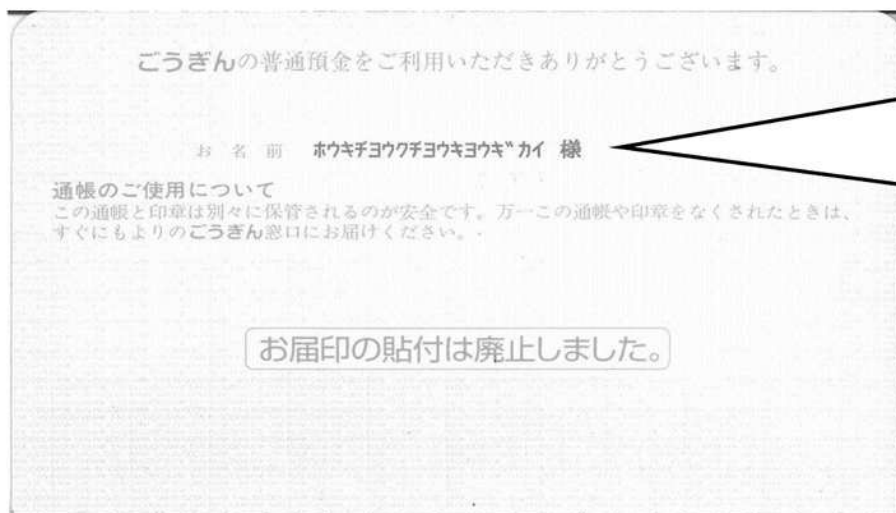 ごうぎんの普通預金をご利用いただきありがとうございます。
お名前 ホウキチヨウクチヨウキヨウギカイ 様
通帳のご使用について
この通帳と印章は別々に保管されるのが安全です。万一この通帳や印章をなくされたときは、
すぐにもよりのごうぎん窓口にお届けください。
お届印の貼付は廃止しました。